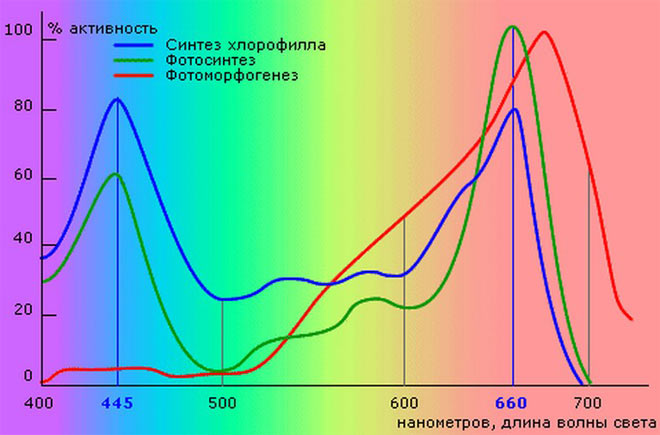 % активность
Синтез хлорофилла
Фотосинтез
Фотоморфогенез
100
80
60
40
20
0
400 445 500 600 660 700
нанометров, длина волны света